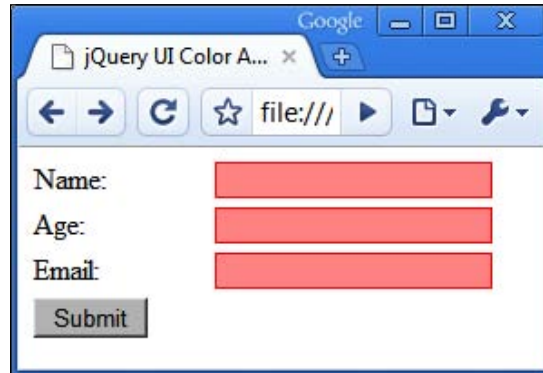 Google
jQuery UI Color A...
file:///
Name:
Age:
Email:
Submit